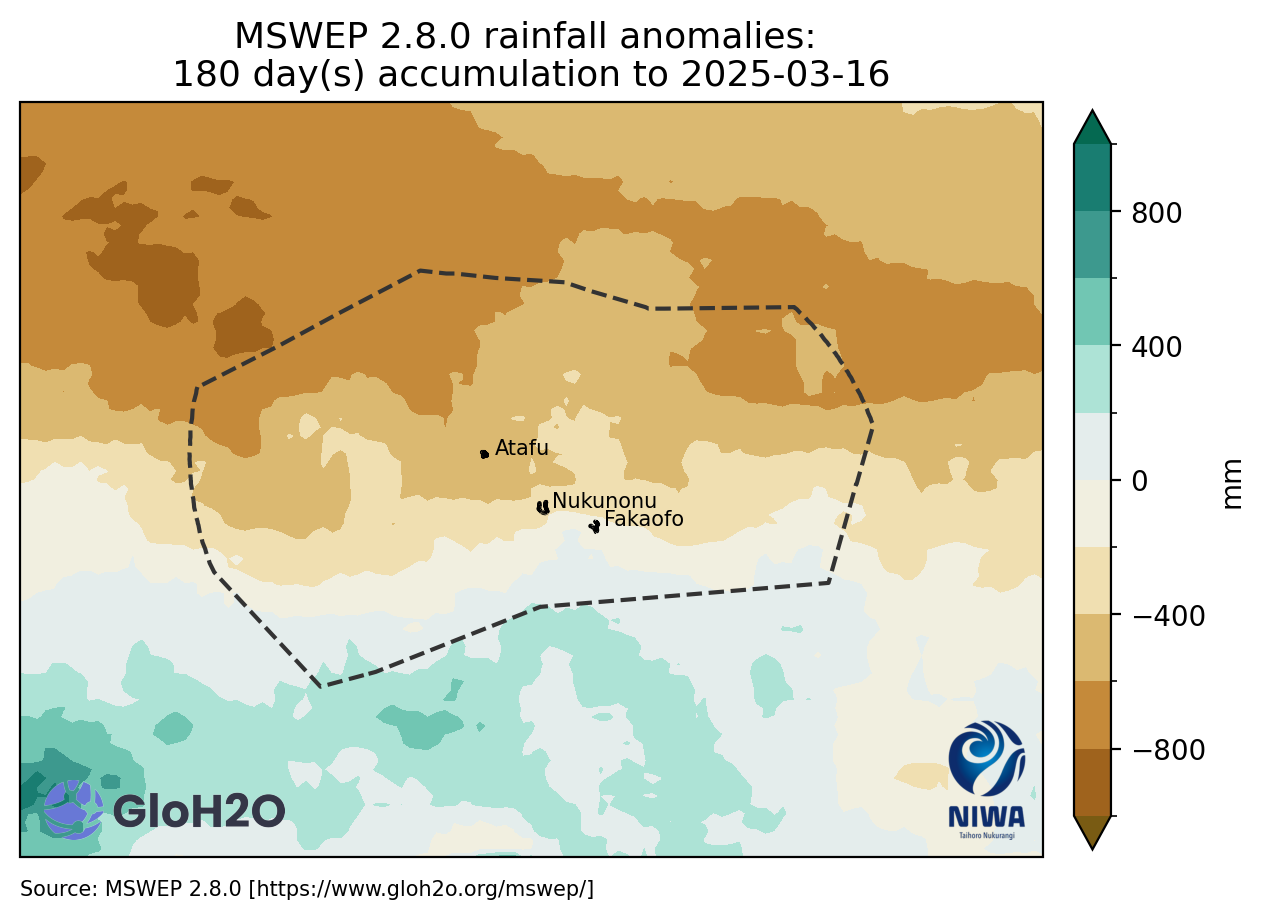 MSWEP 2.8.0 rainfall anomalies:
180 day(s) accumulation to 2025-03-16
800
400
0
−400
−800
mm
Atafu
Nukunonu
Fakaofo
GloH2O
NIWA
Taihoro Nukurangi
Source: MSWEP 2.8.0 [https://www.gloh2o.org/mswep/]